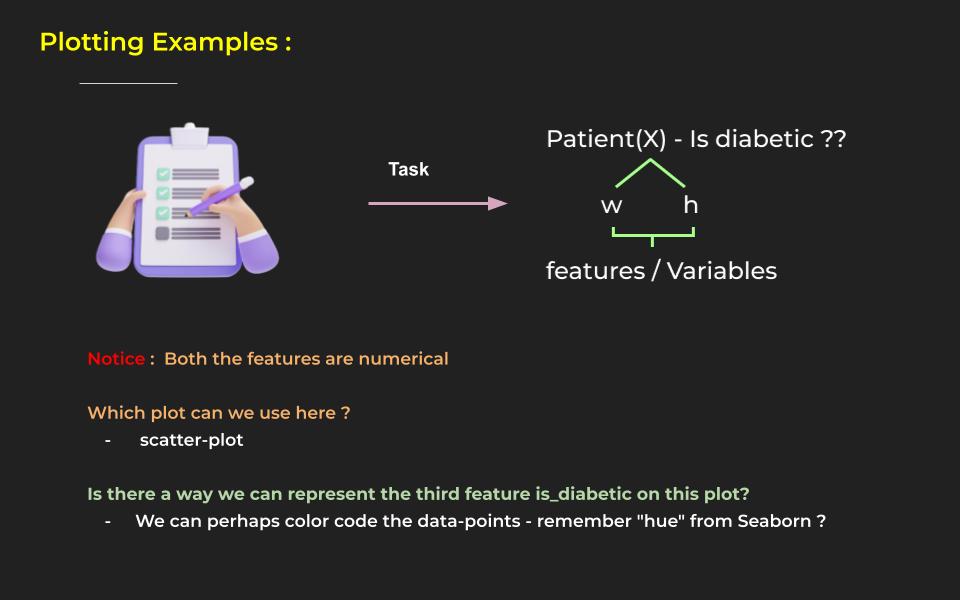 Plotting Examples :
Task
Patient(X) - Is diabetic ??
w h
features / Variables
Notice : Both the features are numerical
Which plot can we use here ?
- scatter-plot
Is there a way we can represent the third feature is_diabetic on this plot?
- We can perhaps color code the data-points - remember "hue" from Seaborn ?